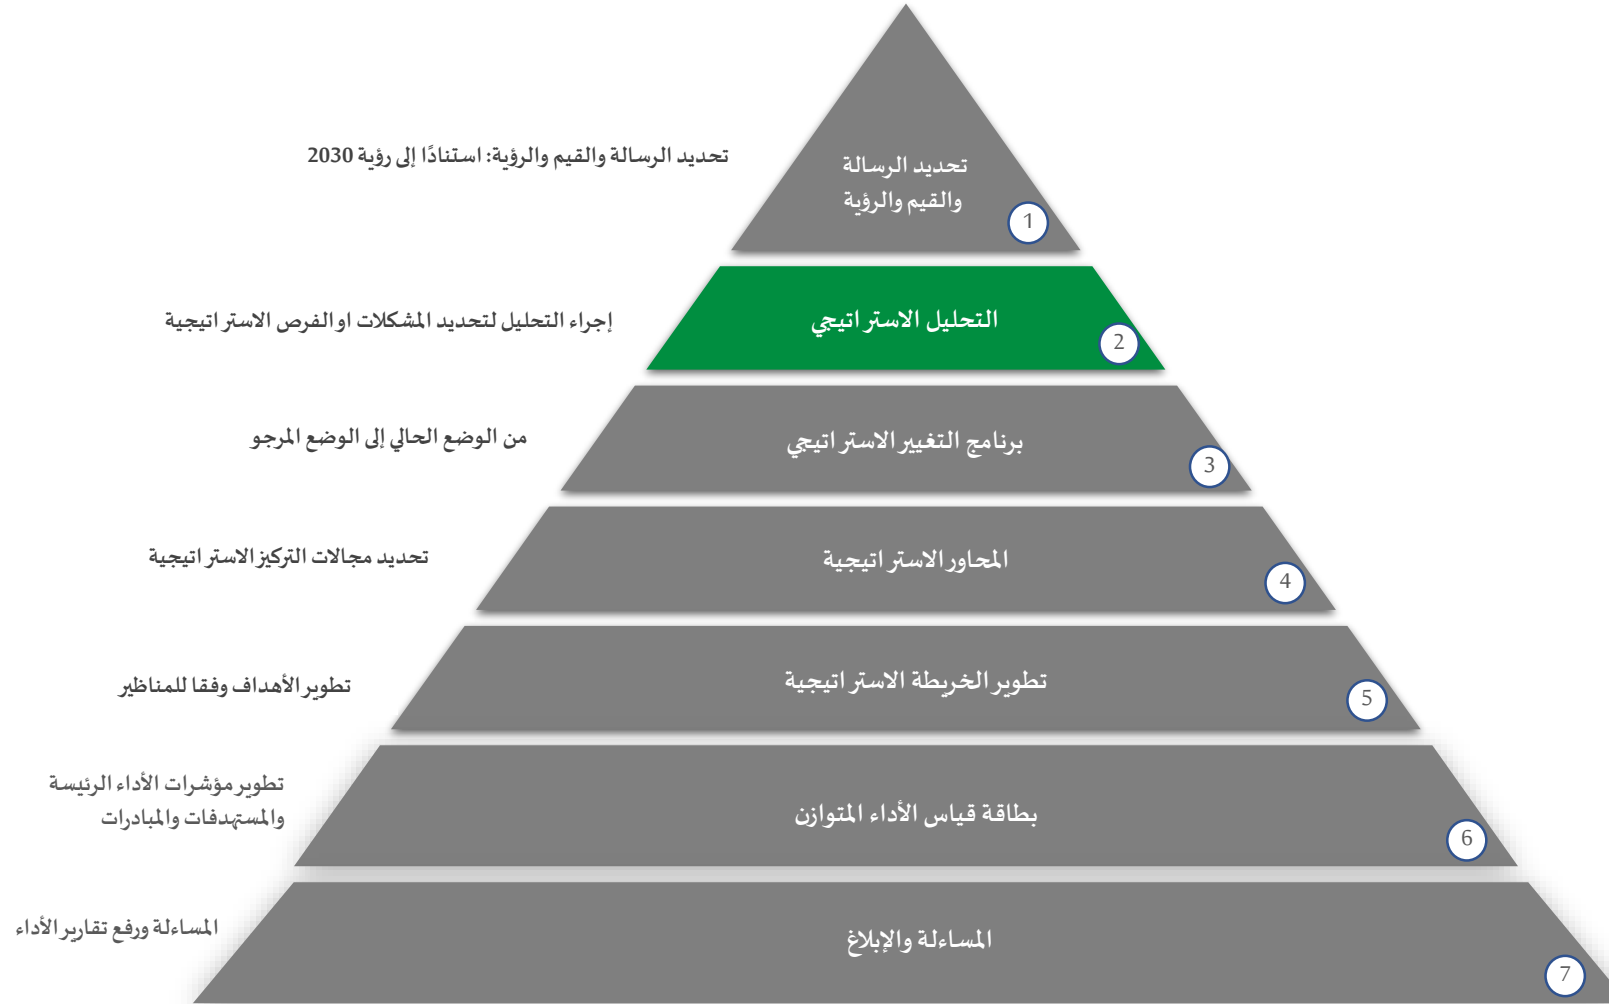 تحديد الرسالة
والقيم والرؤية
1
تحديد الرسالة والقيم والرؤية: استنادًا إلى رؤية 2030
التحليل الاستراتيجي
2
إجراء التحليل لتحديد المشكلات او الفرص الاستراتيجية
برنامج التغيير الاستراتيجي
3
من الوضع الحالي إلى الوضع المرجو
المحاور الاستراتيجية
4
تحديد مجالات التركيز الاستراتيجية
تطوير الخريطة الاستراتيجية
5
تطوير الأهداف وفقا للمناظير
بطاقة قياس الأداء المتوازن
6
تطوير مؤشرات الأداء الرئيسة
والمستهدفات والمبادرات
المساءلة والإبلاغ
7
المساءلة ورفع تقارير الأداء